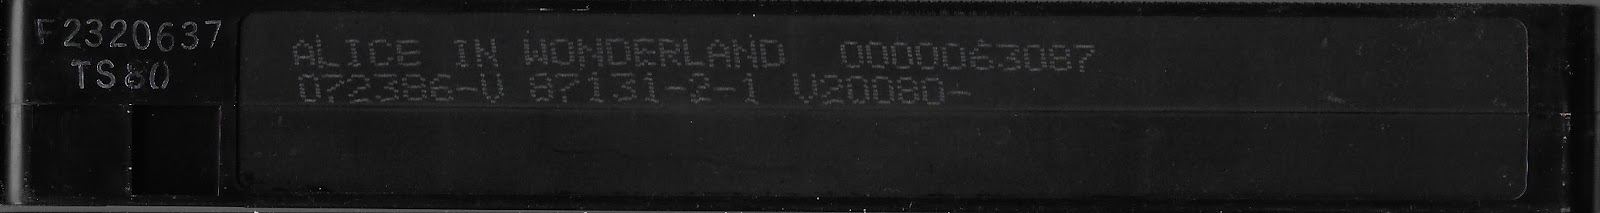 F2320637
TS80
ALICE IN WONDERLAND 0000063087
072386-V 87131-2-1 V20080-